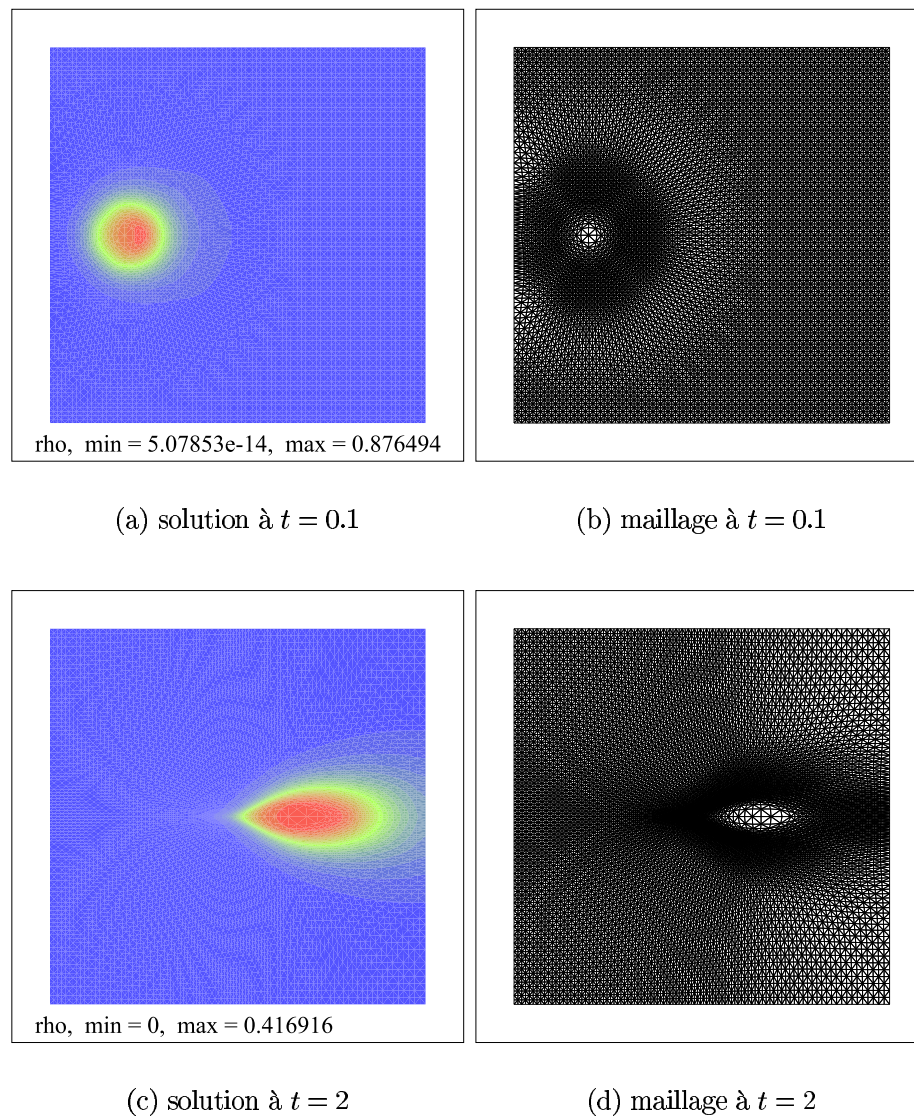 rho, min = 5.07853e-14, max = 0.876494
(a) solution à t = 0.1
(b) maillage à t = 0.1
rho, min = 0, max = 0.416916
(c) solution à t = 2
(d) maillage à t = 2